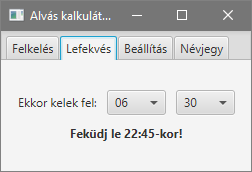 Alvás kalkulát...
Felkelés Lefekvés Beállítás Névjegy
Ekkor kelek fel: 06 30
Feküdj le 22:45-kor!